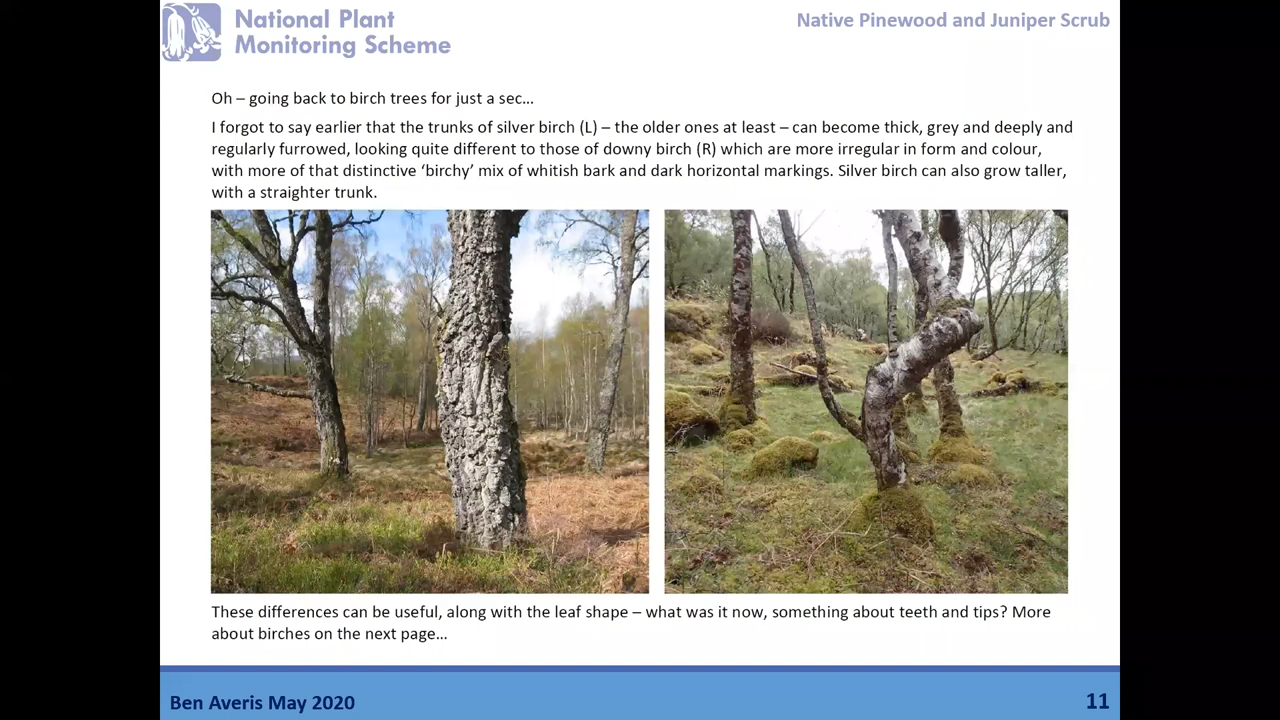 National Plant
Monitoring Scheme
Native Pinewood and Juniper Scrub
Oh – going back to birch trees for just a sec…
I forgot to say earlier that the trunks of silver birch (L) – the older ones at least – can become thick, grey and deeply and
regularly furrowed, looking quite different to those of downy birch (R) which are more irregular in form and colour,
with more of that distinctive ‘birchy’ mix of whitish bark and dark horizontal markings. Silver birch can also grow taller,
with a straighter trunk.
These differences can be useful, along with the leaf shape – what was it now, something about teeth and tips? More
about birches on the next page…
Ben Averis May 2020
11